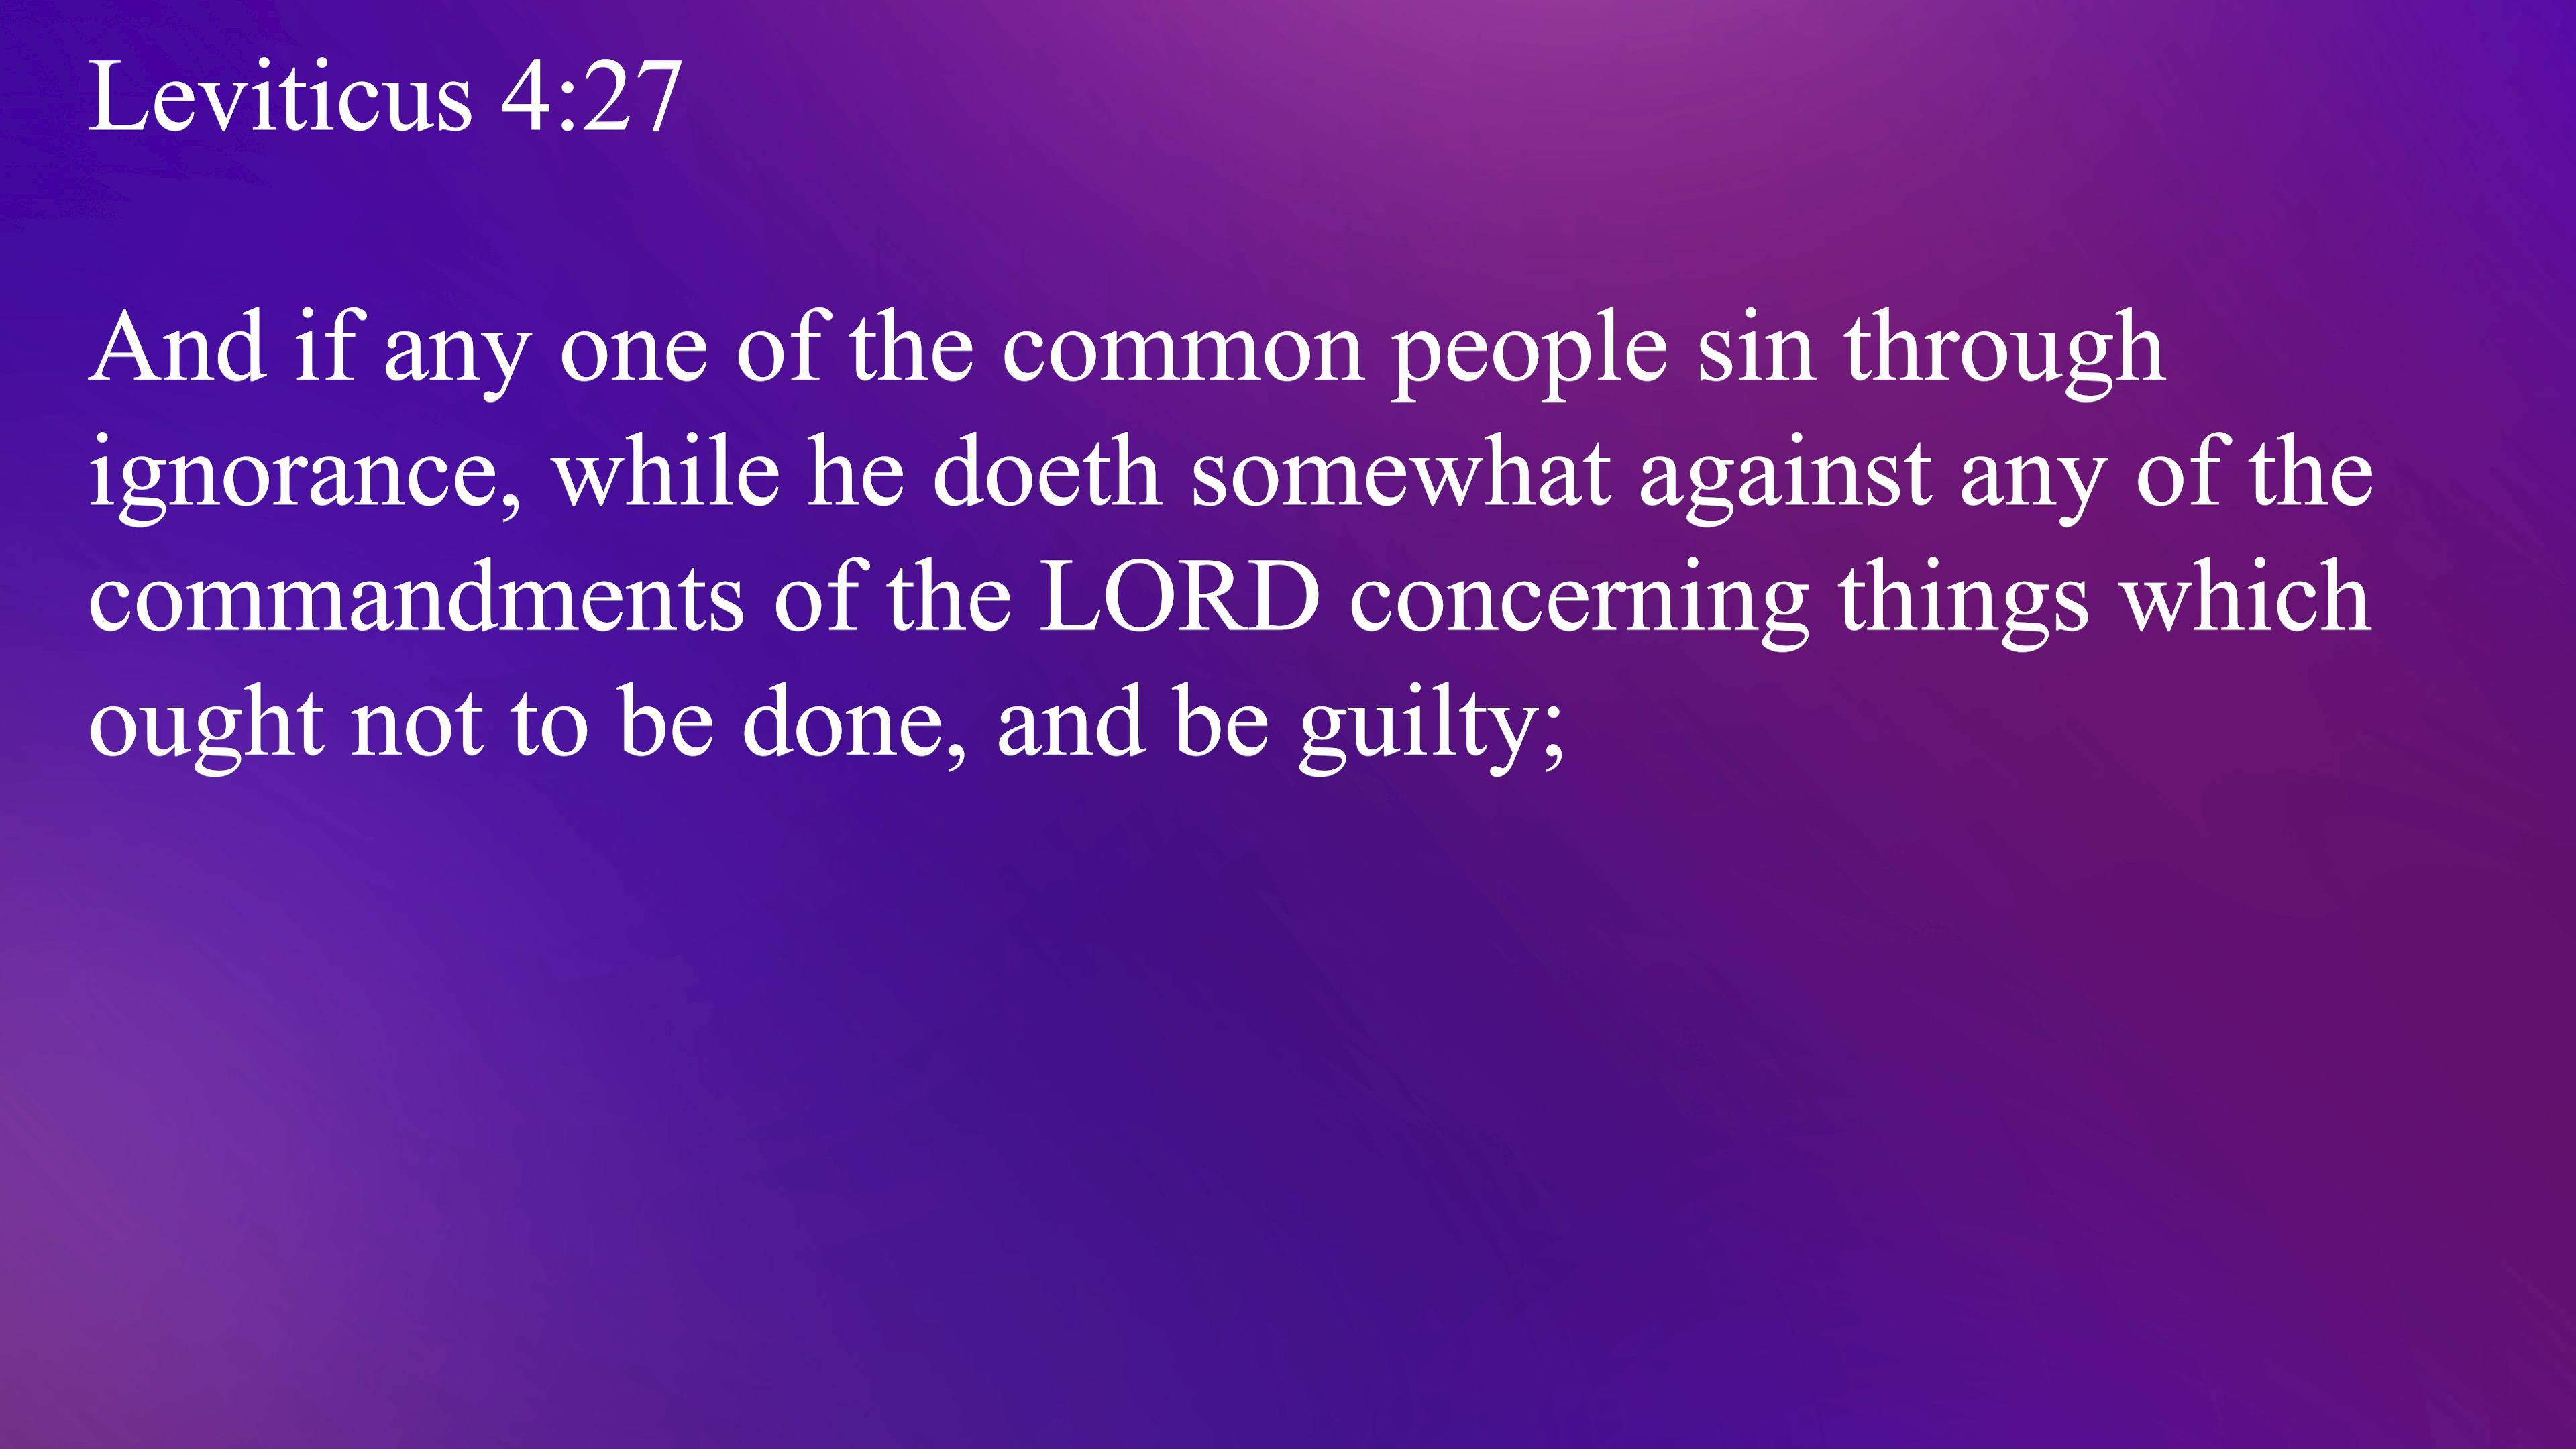 Leviticus 4:27
And if any one of the common people sin through
ignorance, while he doeth somewhat against any of the
commandments of the LORD concerning things which
ought not to be done, and be guilty;